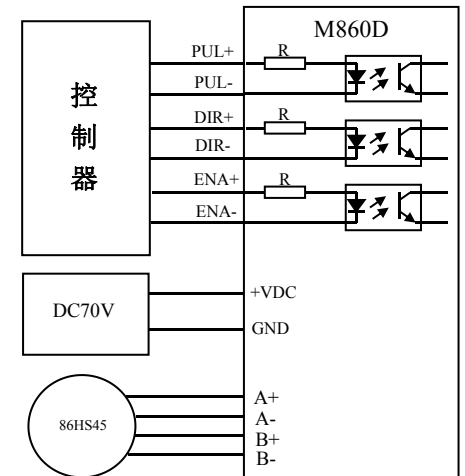 M860D
控
制
器
PUL+
R
PUL-
DIR+
R
DIR-
ENA+
R
ENA-
DC70V
+VDC
GND
86HS45
A+
A-
B+
B-